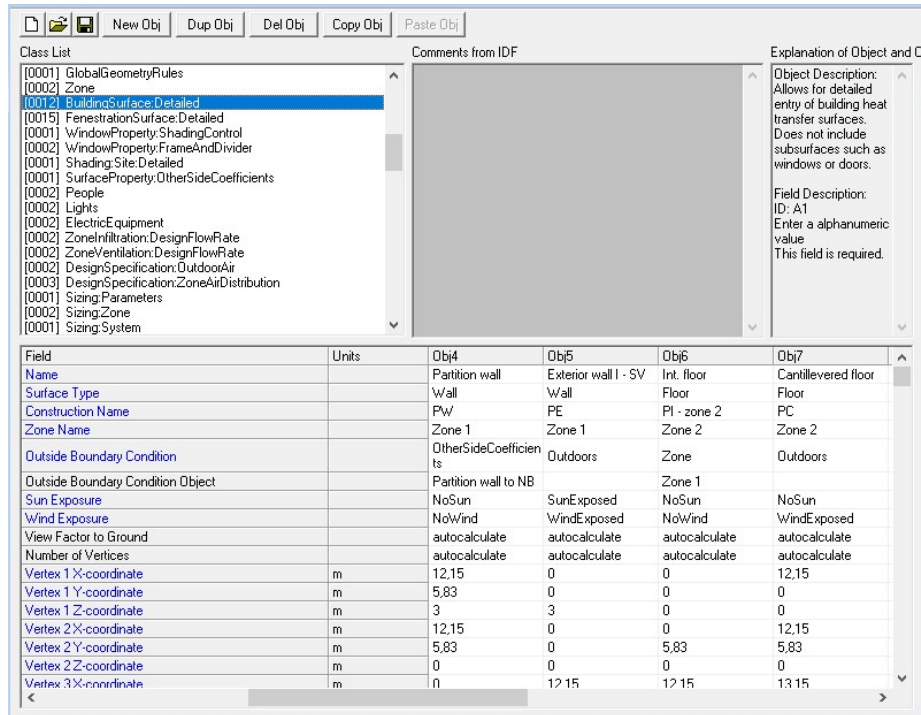 New Obj Dup Obj Del Obj Copy Obj Paste Obj
Class List
[0001] GlobalGeometryRules
[0002] Zone
[0012] BuildingSurface:Detailed
[0015] FenestrationSurface:Detailed
[0001] WindowProperty:ShadingControl
[0002] WindowProperty:FrameAndDivider
[0001] Shading:Site:Detailed
[0001] SurfaceProperty:OtherSideCoefficients
[0002] People
[0002] Lights
[0002] ElectricEquipment
[0002] ZoneInfiltration:DesignFlowRate
[0002] ZoneVentilation:DesignFlowRate
[0002] DesignSpecification:OutdoorAir
[0003] DesignSpecification:ZoneAirDistribution
[0001] Sizing:Parameters
[0002] Sizing:Zone
[0001] Sizing:System
Comments from IDF
Explanation of Object and C
Object Description:
Allows for detailed
entry of building heat
transfer surfaces.
Does not include
subsurfaces such as
windows or doors.
Field Description:
ID: A1
Enter a alphanumeric
value
This field is required.
Field Units Obj4 Obj5 Obj6 Obj7
Name Partition wall Exterior wall I - SV Int. floor Cantillevered floor
Surface Type Wall Wall Floor Floor
Construction Name PW PE PI - zone 2 PC
Zone Name Zone 1 Zone 1 Zone 2 Zone 2
Outside Boundary Condition OtherSideCoefficien
ts Outdoors Zone Outdoors
Outside Boundary Condition Object Partition wall to NB Zone 1
Sun Exposure NoSun SunExposed NoSun NoSun
Wind Exposure NoWind WindExposed NoWind WindExposed
View Factor to Ground autocalculate autocalculate autocalculate autocalculate
Number of Vertices autocalculate autocalculate autocalculate autocalculate
Vertex 1 X-coordinate m 12,15 0 0 12,15
Vertex 1 Y-coordinate m 5,83 0 0 0
Vertex 1 Z-coordinate m 3 3 0 0
Vertex 2 X-coordinate m 12,15 0 0 12,15
Vertex 2 Y-coordinate m 5,83 0 5,83 5,83
Vertex 2 Z-coordinate m 0 0 0 0
Vertex 3 X-coordinate m 0 12,15 12,15 13,15